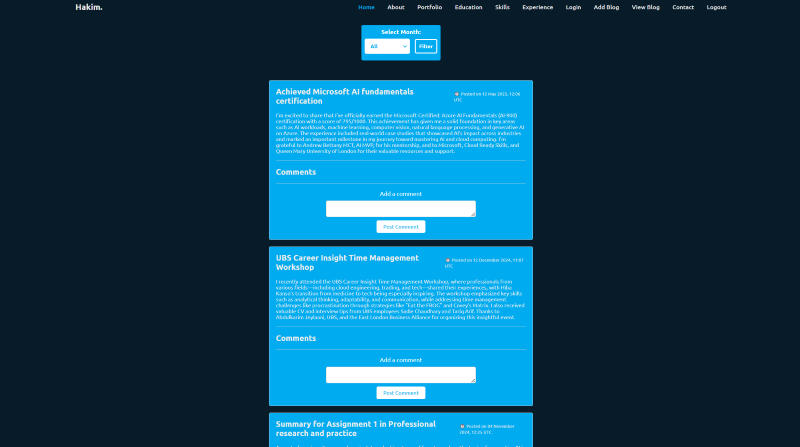 Hakim.
Home About Portfolio Education Skills Experience Login Add Blog View Blog Contact Logout
Select Month:
All Filter
Achieved Microsoft AI fundamentals
certification
Posted on 12 May 2025, 12:06
UTC
I'm excited to share that I've officially earned the Microsoft Certified: Azure AI Fundamentals (AI-900)
certification with a score of 795/1000. This achievement has given me a solid foundation in key areas
such as AI workloads, machine learning, computer vision, natural language processing, and generative AI
on Azure. The experience included real-world case studies that showcased AI's impact across industries
and marked an important milestone in my journey toward mastering AI and cloud computing. I'm
grateful to Andrew Bettany MCT, AI MVP, for his mentorship, and to Microsoft, Cloud Ready Skills, and
Queen Mary University of London for their valuable resources and support.
Comments
Add a comment
Post Comment
UBS Career Insight Time Management
Workshop
Posted on 12 December 2024, 11:07
UTC
I recently attended the UBS Career Insight Time Management Workshop, where professionals from
various fields—including cloud engineering, trading, and tech—shared their experiences, with Hiba
Kansa's transition from medicine to tech being especially inspiring. The workshop emphasized key skills
such as analytical thinking, adaptability, and communication, while addressing time management
challenges like procrastination through strategies like "Eat the FROG" and Covey's Matrix. I also received
valuable CV and interview tips from UBS employees Sadie Chaudhary and Tariq Arif. Thanks to
Abdulkarim Jeylaani, UBS, and the East London Business Alliance for organizing this insightful event.
Comments
Add a comment
Post Comment
Summary for Assignment 1 in Professional
research and practice
Posted on 04 November
2024, 12:25 UTC